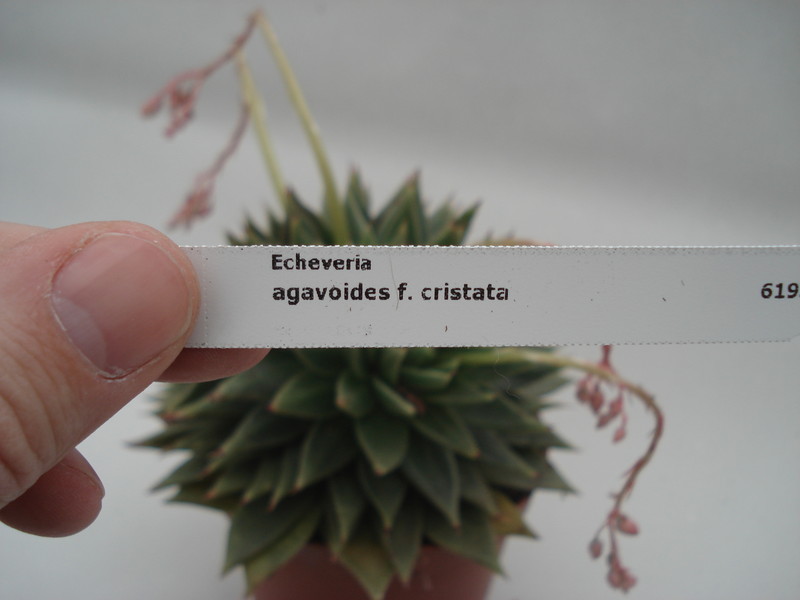 Echeveria
agavoides f. cristata
619